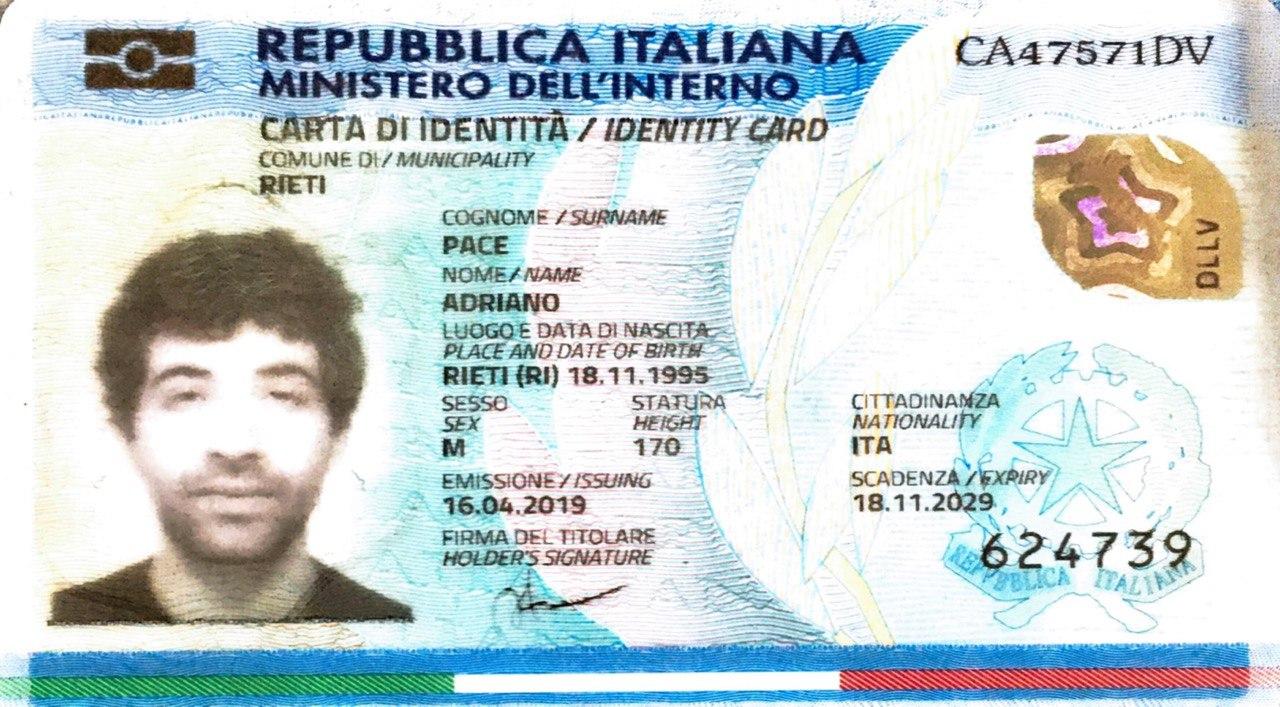 REPUBBLICA ITALIANA
MINISTERO DELL'INTERNO
CA47571DV
CARTA DI IDENTITÀ / IDENTITY CARD
COMUNE DI / MUNICIPALITY
RIETI
COGNOME / SURNAME
PACE
NOME / NAME
ADRIANO
LUOGO E DATA DI NASCITA
PLACE AND DATE OF BIRTH
RIETI (RI) 18.11.1995
SESSO STATURA CITTADINANZA
SEX HEIGHT NATIONALITY
M 170 ITA
EMISSIONE / ISSUING SCADENZA / EXPIRY
16.04.2019 18.11.2029
FIRMA DEL TITOLARE
HOLDER'S SIGNATURE
624739
REPUBBLICA ITALIANA
DLLV